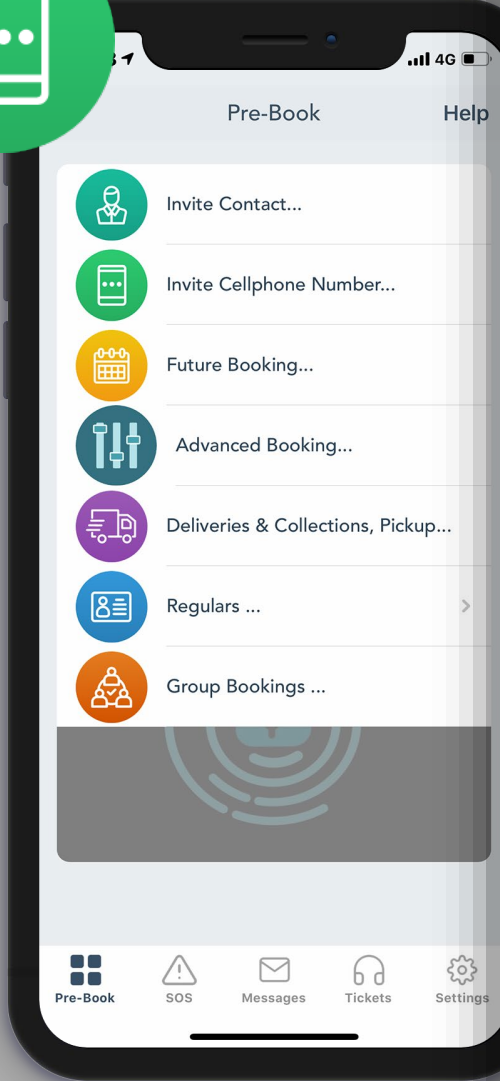 4G
Pre-Book
Help
Invite Contact...
Invite Cellphone Number...
Future Booking...
Advanced Booking...
Deliveries & Collections, Pickup...
Regulars ...
Group Bookings ...
Pre-Book
SOS
Messages
Tickets
Settings